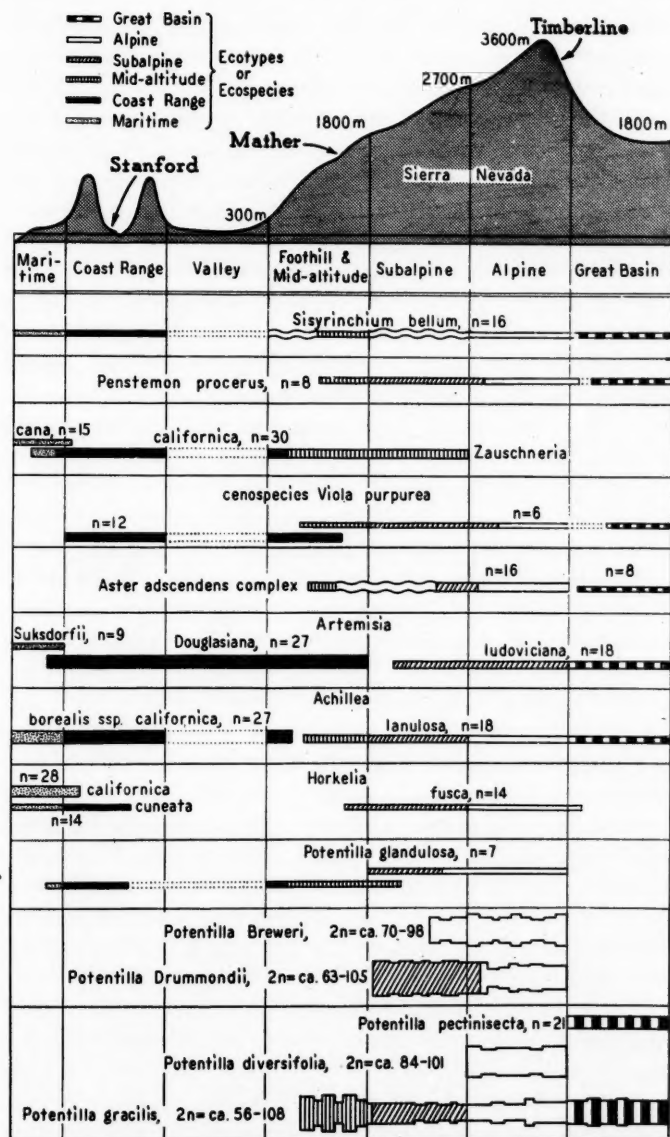 Great Basin
Alpine
Subalpine
Mid-altitude
Coast Range
Maritime
Ecotypes
or
Ecospecies
Timberline
3600m
2700m
1800m
Mather
1800m
Stanford
Sierra Nevada
300m
Mari-
time
Coast Range
Valley
Foothill &
Mid-altitude
Subalpine
Alpine
Great Basin
Sisyrinchium bellum, n=16
Penstemon procerus, n=8
cana, n=15
californica, n=30
Zauschneria
cenospecies Viola purpurea
n=12
n=6
Aster adscendens complex
n=16
n=8
Artemisia
Suksdorfii, n=9
Douglasiana, n=27
ludoviciana, n=18
Achillea
borealis ssp. californica, n=27
lanulosa, n=18
Horkelia
n=28
californica
cuneata
n=14
fusca, n=14
Potentilla glandulosa, n=7
Potentilla Breweri, 2n=ca. 70-98
Potentilla Drummondii, 2n=ca. 63-105
Potentilla pectinisecta, n=21
Potentilla diversifolia, 2n=ca. 84-101
Potentilla gracilis, 2n=ca. 56-108